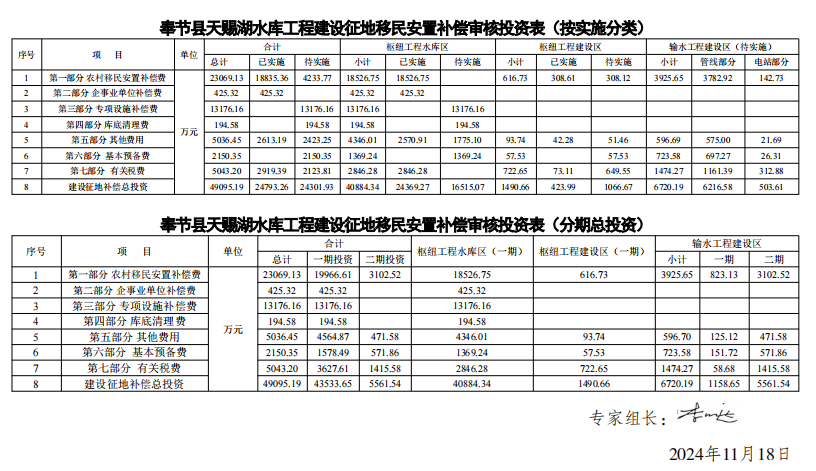 奉节县天赐湖水库工程建设征地移民安置补偿审核投资表（按实施分类）
序号 项 目 单位 合计 枢纽工程水库区 枢纽工程建设区 输水工程建设区（待实施）
总计 已实施 待实施 小计 已实施 待实施 小计 已实施 待实施 小计 管线部分 电站部分
1 第一部分 农村移民安置补偿费 万元 23069.13 18835.36 4233.77 18526.75 18526.75 616.73 308.61 308.12 3925.65 3782.92 142.73
2 第二部分 企事业单位补偿费 425.32 425.32 425.32 425.32
3 第三部分 专项设施补偿费 13176.16 13176.16 13176.16 13176.16
4 第四部分 库底清理费 194.58 194.58 194.58 194.58
5 第五部分 其他费用 5036.45 2613.19 2423.25 4346.01 2570.91 1775.10 93.74 42.28 51.46 596.69 575.00 21.69
6 第六部分 基本预备费 2150.35 2150.35 1369.24 1369.24 57.53 57.53 723.58 697.27 26.31
7 第七部分 有关税费 5043.20 2919.39 2123.81 2846.28 2846.28 722.65 73.11 649.55 1474.27 1161.39 312.88
8 建设征地补偿总投资 49095.19 24793.26 24301.93 40884.34 24369.27 16515.07 1490.66 423.99 1066.67 6720.19 6216.58 503.61
奉节县天赐湖水库工程建设征地移民安置补偿审核投资表（分期总投资）
序号 项 目 单位 合计 枢纽工程水库区（一期） 枢纽工程建设区（一期） 输水工程建设区
总计 一期投资 二期投资 小计 一期 二期
1 第一部分 农村移民安置补偿费 万元 23069.13 19966.61 3102.52 18526.75 616.73 3925.65 823.13 3102.52
2 第二部分 企事业单位补偿费 425.32 425.32 425.32
3 第三部分 专项设施补偿费 13176.16 13176.16 13176.16
4 第四部分 库底清理费 194.58 194.58 194.58
5 第五部分 其他费用 5036.45 4564.87 471.58 4346.01 93.74 596.70 125.12 471.58
6 第六部分 基本预备费 2150.35 1578.49 571.86 1369.24 57.53 723.58 151.72 571.86
7 第七部分 有关税费 5043.20 3627.61 1415.58 2846.28 722.65 1474.27 58.68 1415.58
8 建设征地补偿总投资 49095.19 43533.65 5561.54 40884.34 1490.66 6720.19 1158.65 5561.54
专家组长：
2024年11月18日